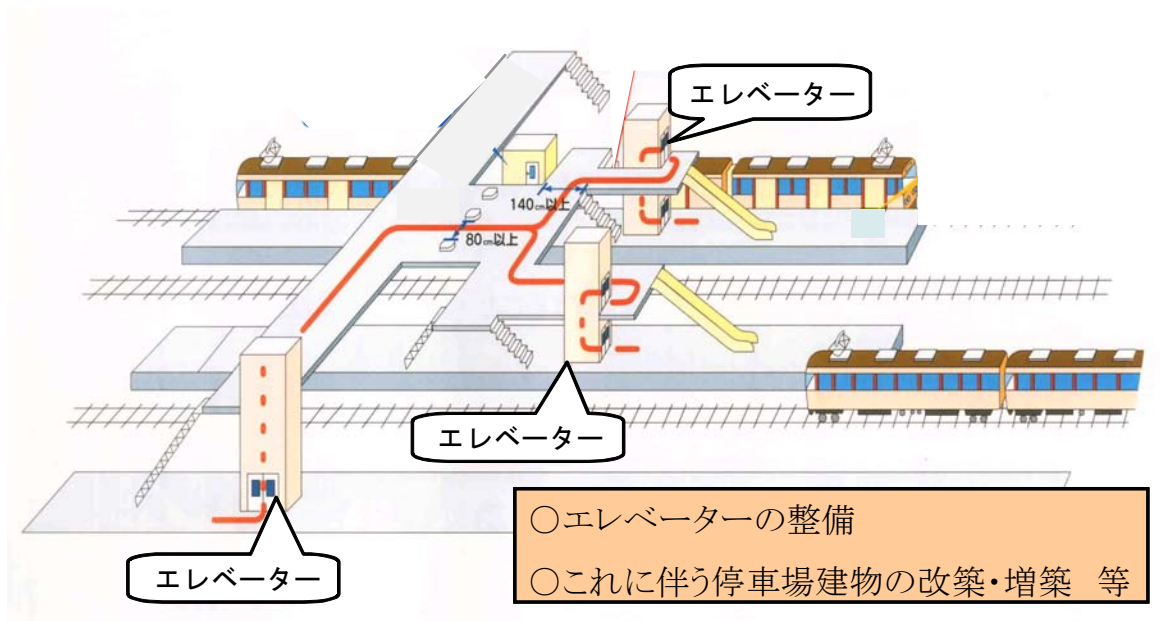 エレベーター
140cm以上
80cm以上
エレベーター
エレベーター
○エレベーターの整備
○これに伴う停車場建物の改築・増築　等